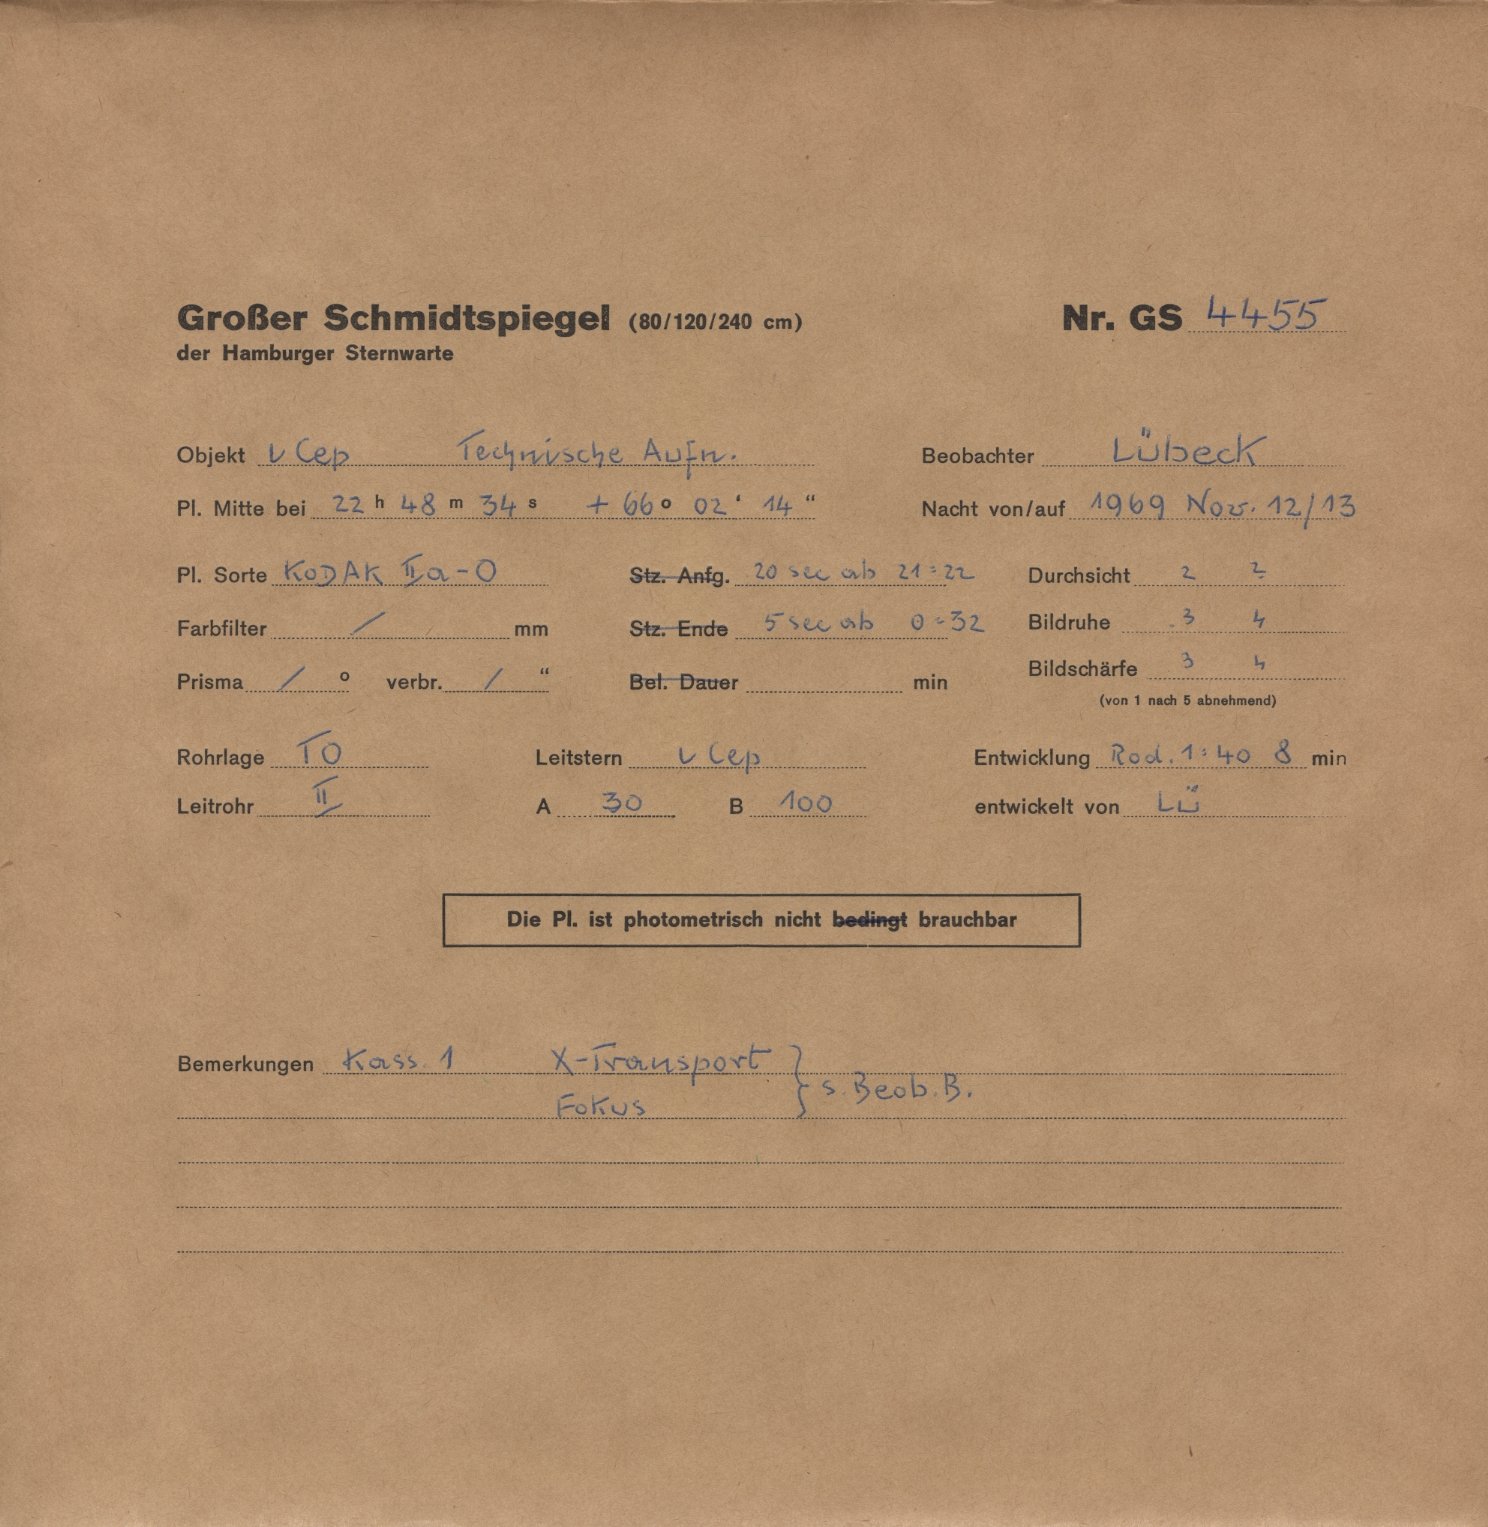 Großer Schmidtspiegel (80/120/240 cm) Nr. GS 4455
der Hamburger Sternwarte
Objekt ι Cep Technische Aufn. Beobachter Lübeck
Pl. Mitte bei 22 h 48 m 34 s + 66 o 02 ‘ 14 “ Nacht von/auf 1969 Nov. 12/13
Pl. Sorte KODAK IIa-O Stz. Anfg. 20 sec ab 21:22 Durchsicht 2 2
Farbfilter / mm Stz. Ende 5 sec ab 0:32 Bildruhe 3 4
Prisma / o verbr. / “ Bel. Dauer min Bildschärfe 3 4
(von 1 nach 5 abnehmend)
Rohrlage TO Leitstern ι Cep Entwicklung Rod. 1:40 8 min
Leitrohr II A 30 B 100 entwickelt von LÜ
Die Pl. ist photometrisch nicht bedingt brauchbar
Bemerkungen Kass. 1 X-Transport
Fokus } s. Beob. B.